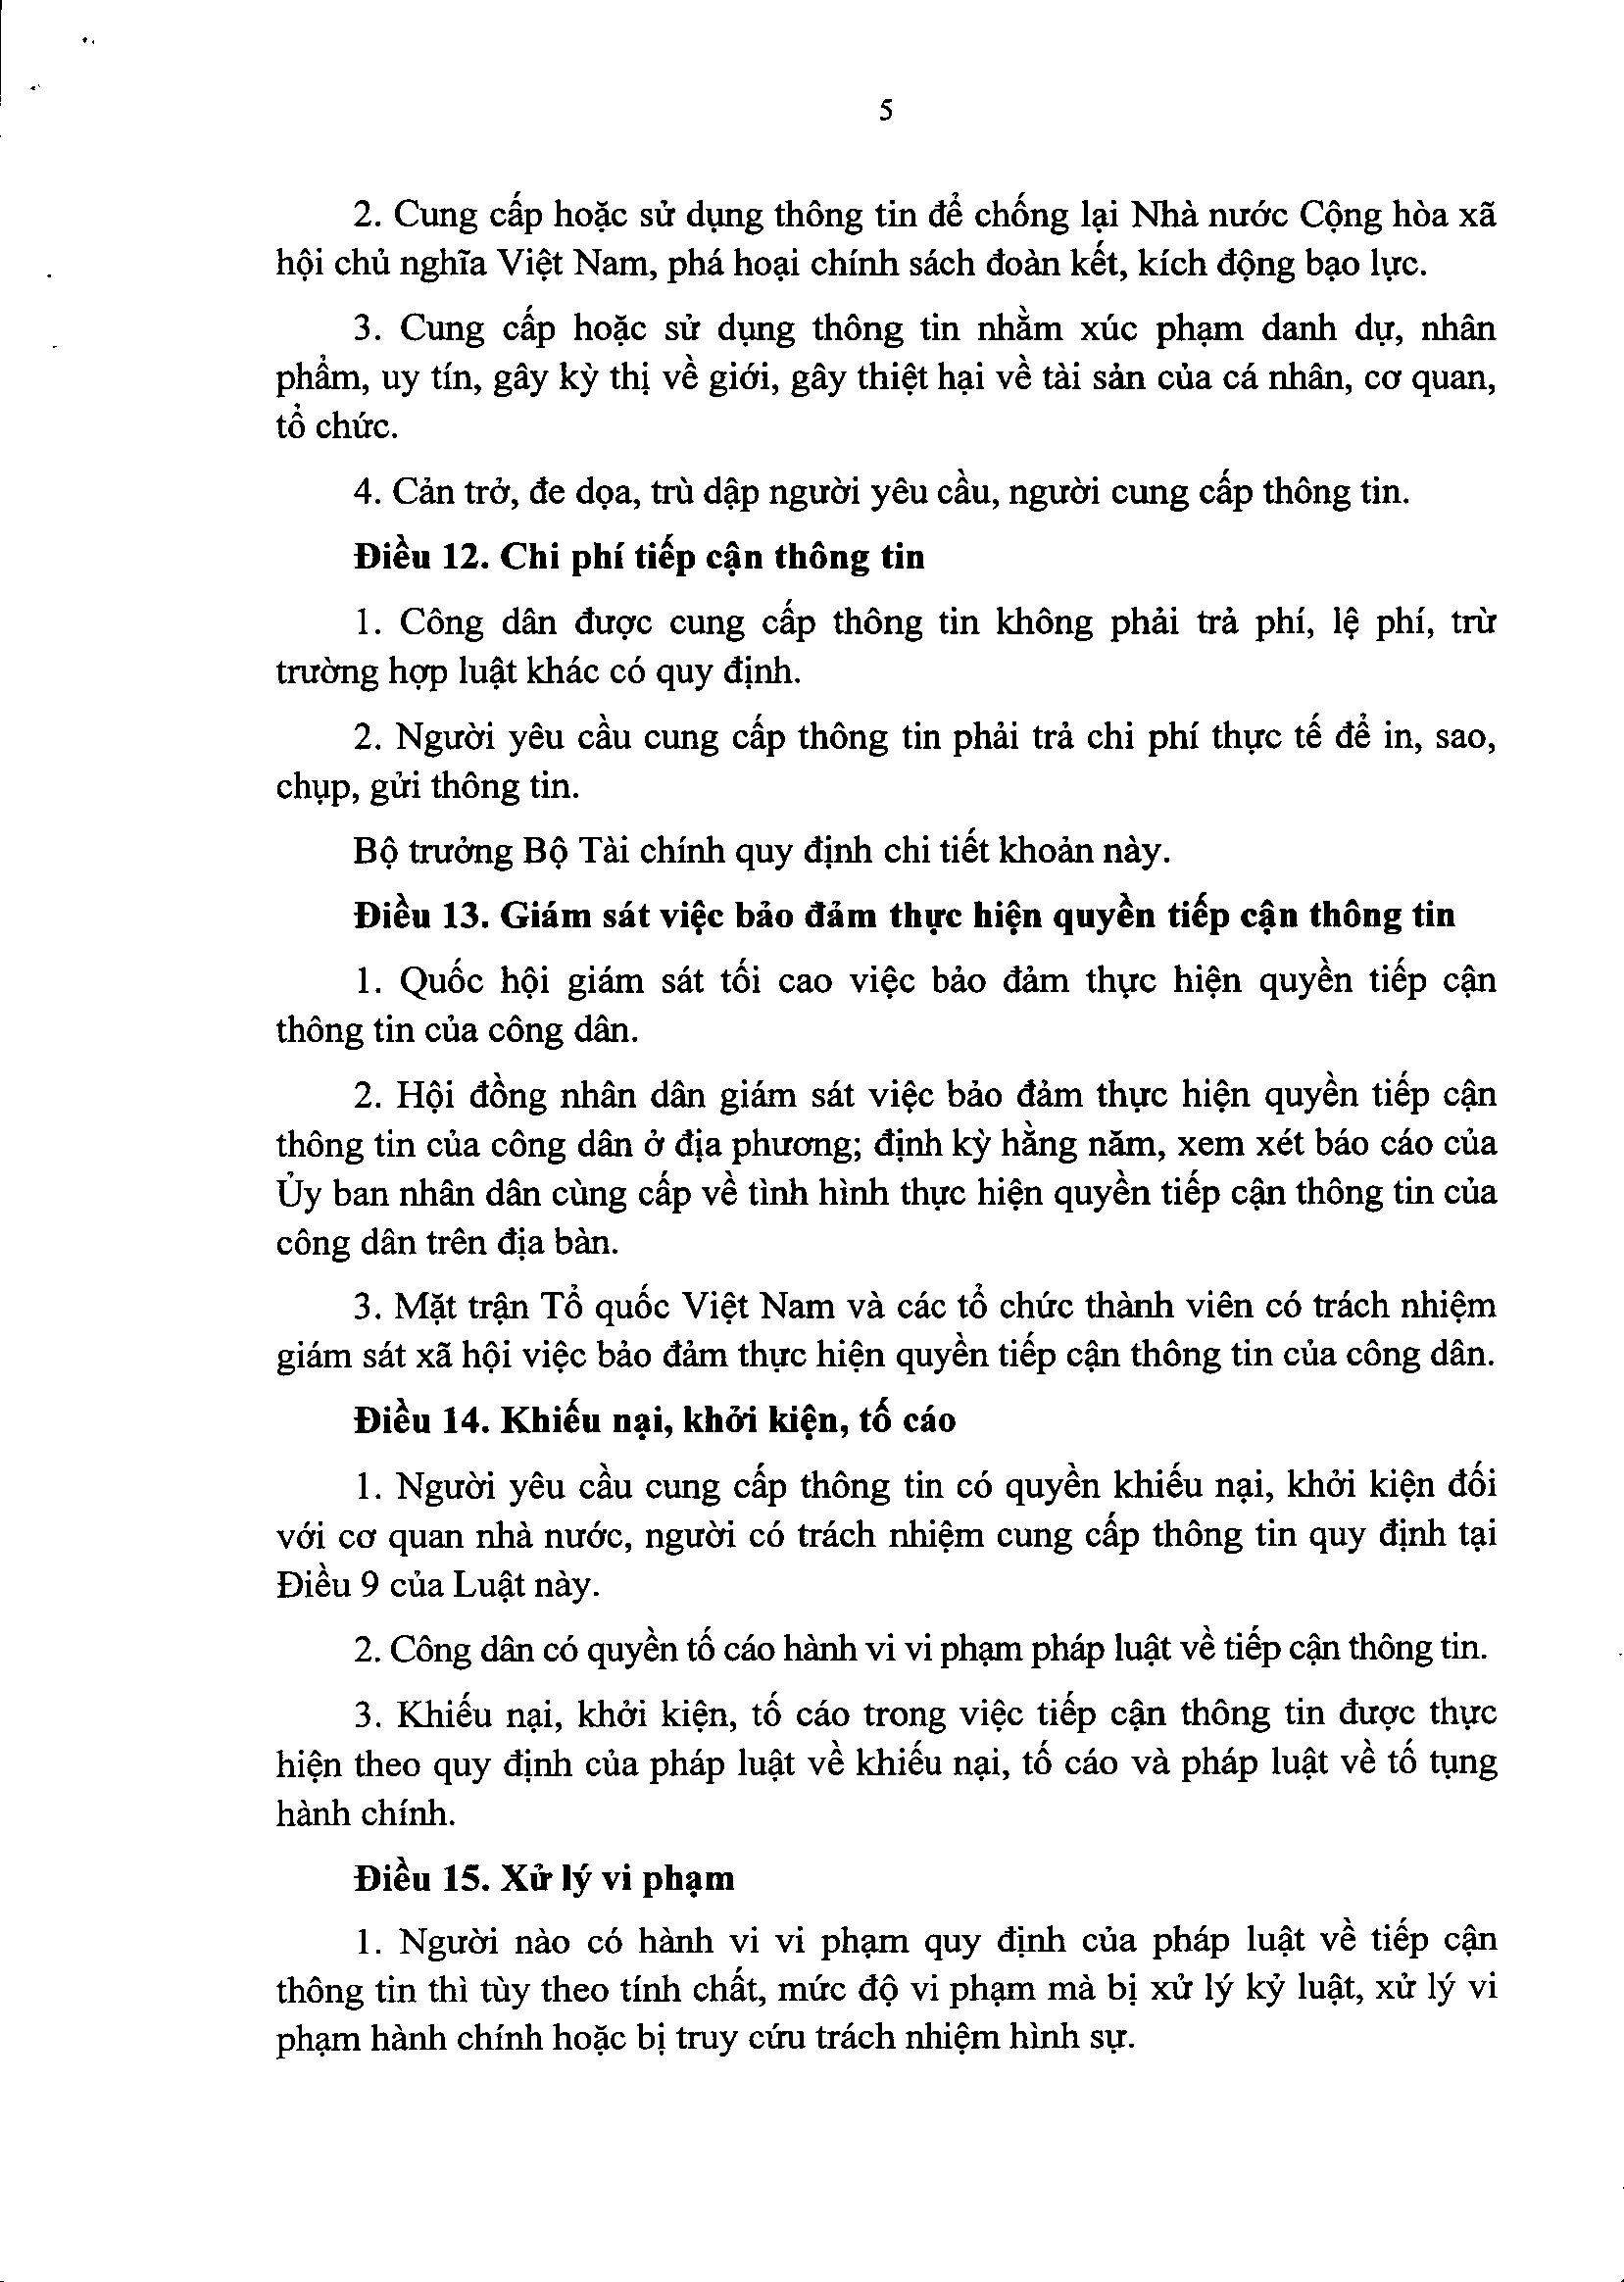 5
2. Cung cấp hoặc sử dụng thông tin để chống lại Nhà nước Cộng hòa xã
hội chủ nghĩa Việt Nam, phá hoại chính sách đoàn kết, kích động bạo lực.
3. Cung cấp hoặc sử dụng thông tin nhằm xúc phạm danh dự, nhân
phẩm, uy tín, gây kỳ thị về giới, gây thiệt hại về tài sản của cá nhân, cơ quan,
tổ chức.
4. Cản trở, đe dọa, trù dập người yêu cầu, người cung cấp thông tin.
Điều 12. Chi phí tiếp cận thông tin
1. Công dân được cung cấp thông tin không phải trả phí, lệ phí, trừ
trường hợp luật khác có quy định.
2. Người yêu cầu cung cấp thông tin phải trả chi phí thực tế để in, sao,
chụp, gửi thông tin.
Bộ trưởng Bộ Tài chính quy định chi tiết khoản này.
Điều 13. Giám sát việc bảo đảm thực hiện quyền tiếp cận thông tin
1. Quốc hội giám sát tối cao việc bảo đảm thực hiện quyền tiếp cận
thông tin của công dân.
2. Hội đồng nhân dân giám sát việc bảo đảm thực hiện quyền tiếp cận
thông tin của công dân ở địa phương; định kỳ hằng năm, xem xét báo cáo của
Ủy ban nhân dân cùng cấp về tình hình thực hiện quyền tiếp cận thông tin của
công dân trên địa bàn.
3. Mặt trận Tổ quốc Việt Nam và các tổ chức thành viên có trách nhiệm
giám sát xã hội việc bảo đảm thực hiện quyền tiếp cận thông tin của công dân.
Điều 14. Khiếu nại, khởi kiện, tố cáo
1. Người yêu cầu cung cấp thông tin có quyền khiếu nại, khởi kiện đối
với cơ quan nhà nước, người có trách nhiệm cung cấp thông tin quy định tại
Điều 9 của Luật này.
2. Công dân có quyền tố cáo hành vi vi phạm pháp luật về tiếp cận thông tin.
3. Khiếu nại, khởi kiện, tố cáo trong việc tiếp cận thông tin được thực
hiện theo quy định của pháp luật về khiếu nại, tố cáo và pháp luật về tố tụng
hành chính.
Điều 15. Xử lý vi phạm
1. Người nào có hành vi vi phạm quy định của pháp luật về tiếp cận
thông tin thì tùy theo tính chất, mức độ vi phạm mà bị xử lý kỷ luật, xử lý vi
phạm hành chính hoặc bị truy cứu trách nhiệm hình sự.